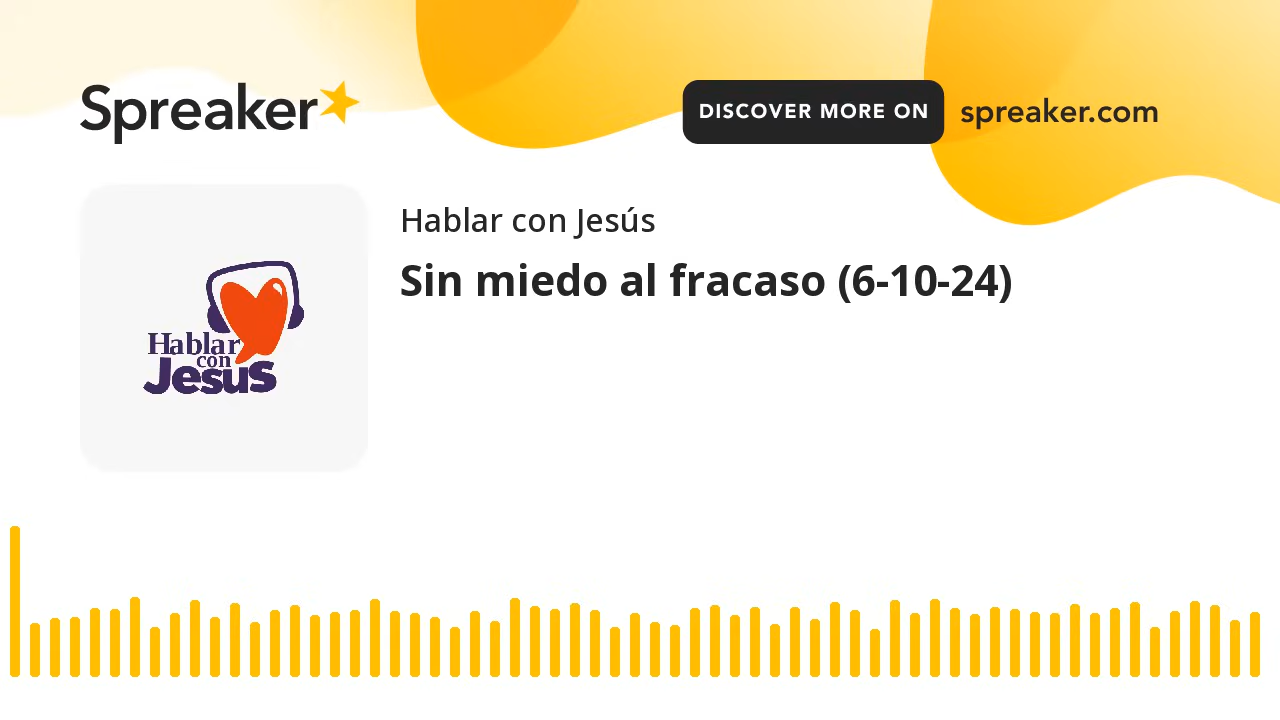 Spreaker
DISCOVER MORE ON
spreaker.com
Hablar con Jesús
Sin miedo al fracaso (6-10-24)
Hablar
con
Jesus